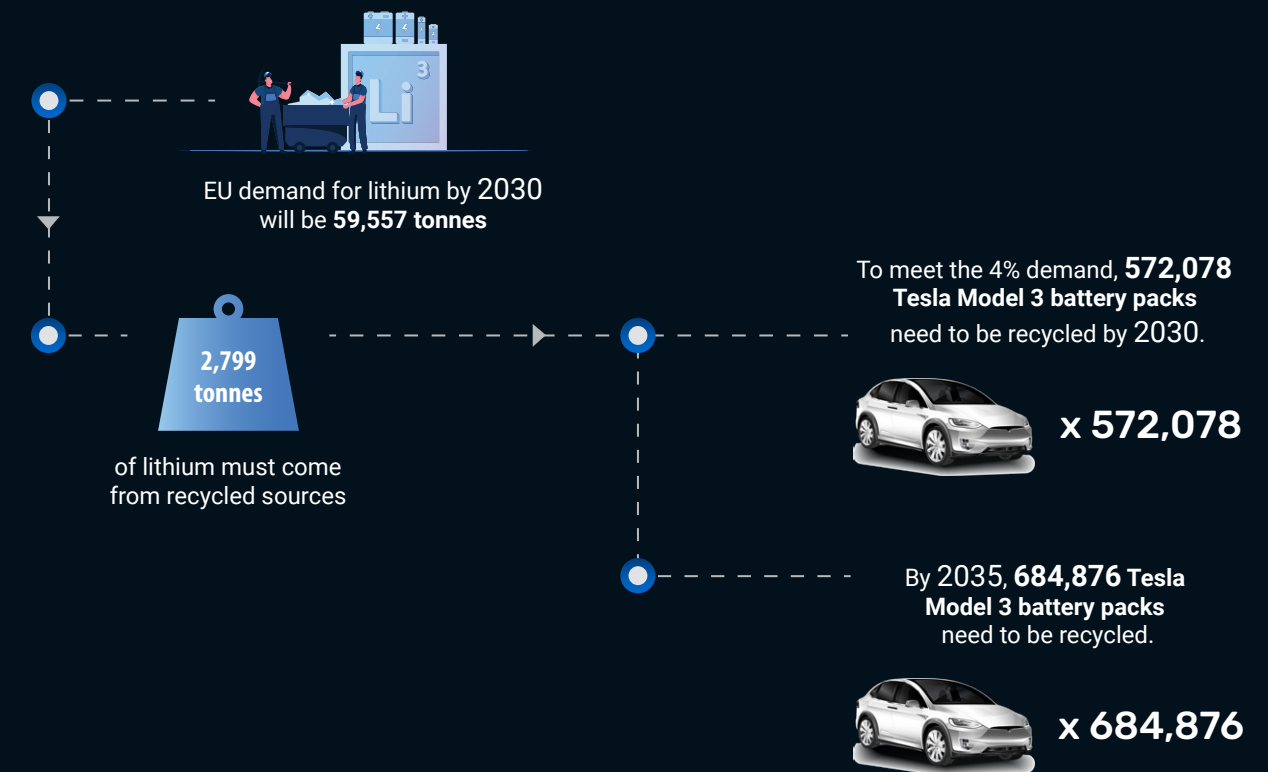 3
Li
EU demand for lithium by 2030
will be 59,557 tonnes
2,799
tonnes
of lithium must come
from recycled sources
To meet the 4% demand, 572,078
Tesla Model 3 battery packs
need to be recycled by 2030.
x 572,078
By 2035, 684,876 Tesla
Model 3 battery packs
need to be recycled.
x 684,876